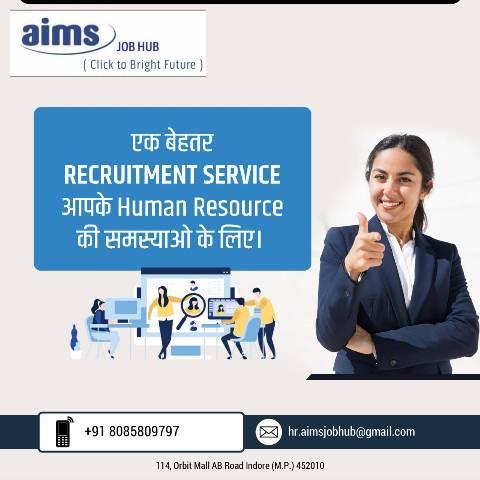 aims
JOB HUB
( Click to Bright Future )
एक बेहतर
RECRUITMENT SERVICE
आपके Human Resource
की समस्याओ के लिए।
+91 8085809797
hr.aimsjobhub@gmail.com
114, Orbit Mall AB Road Indore (M.P.) 452010